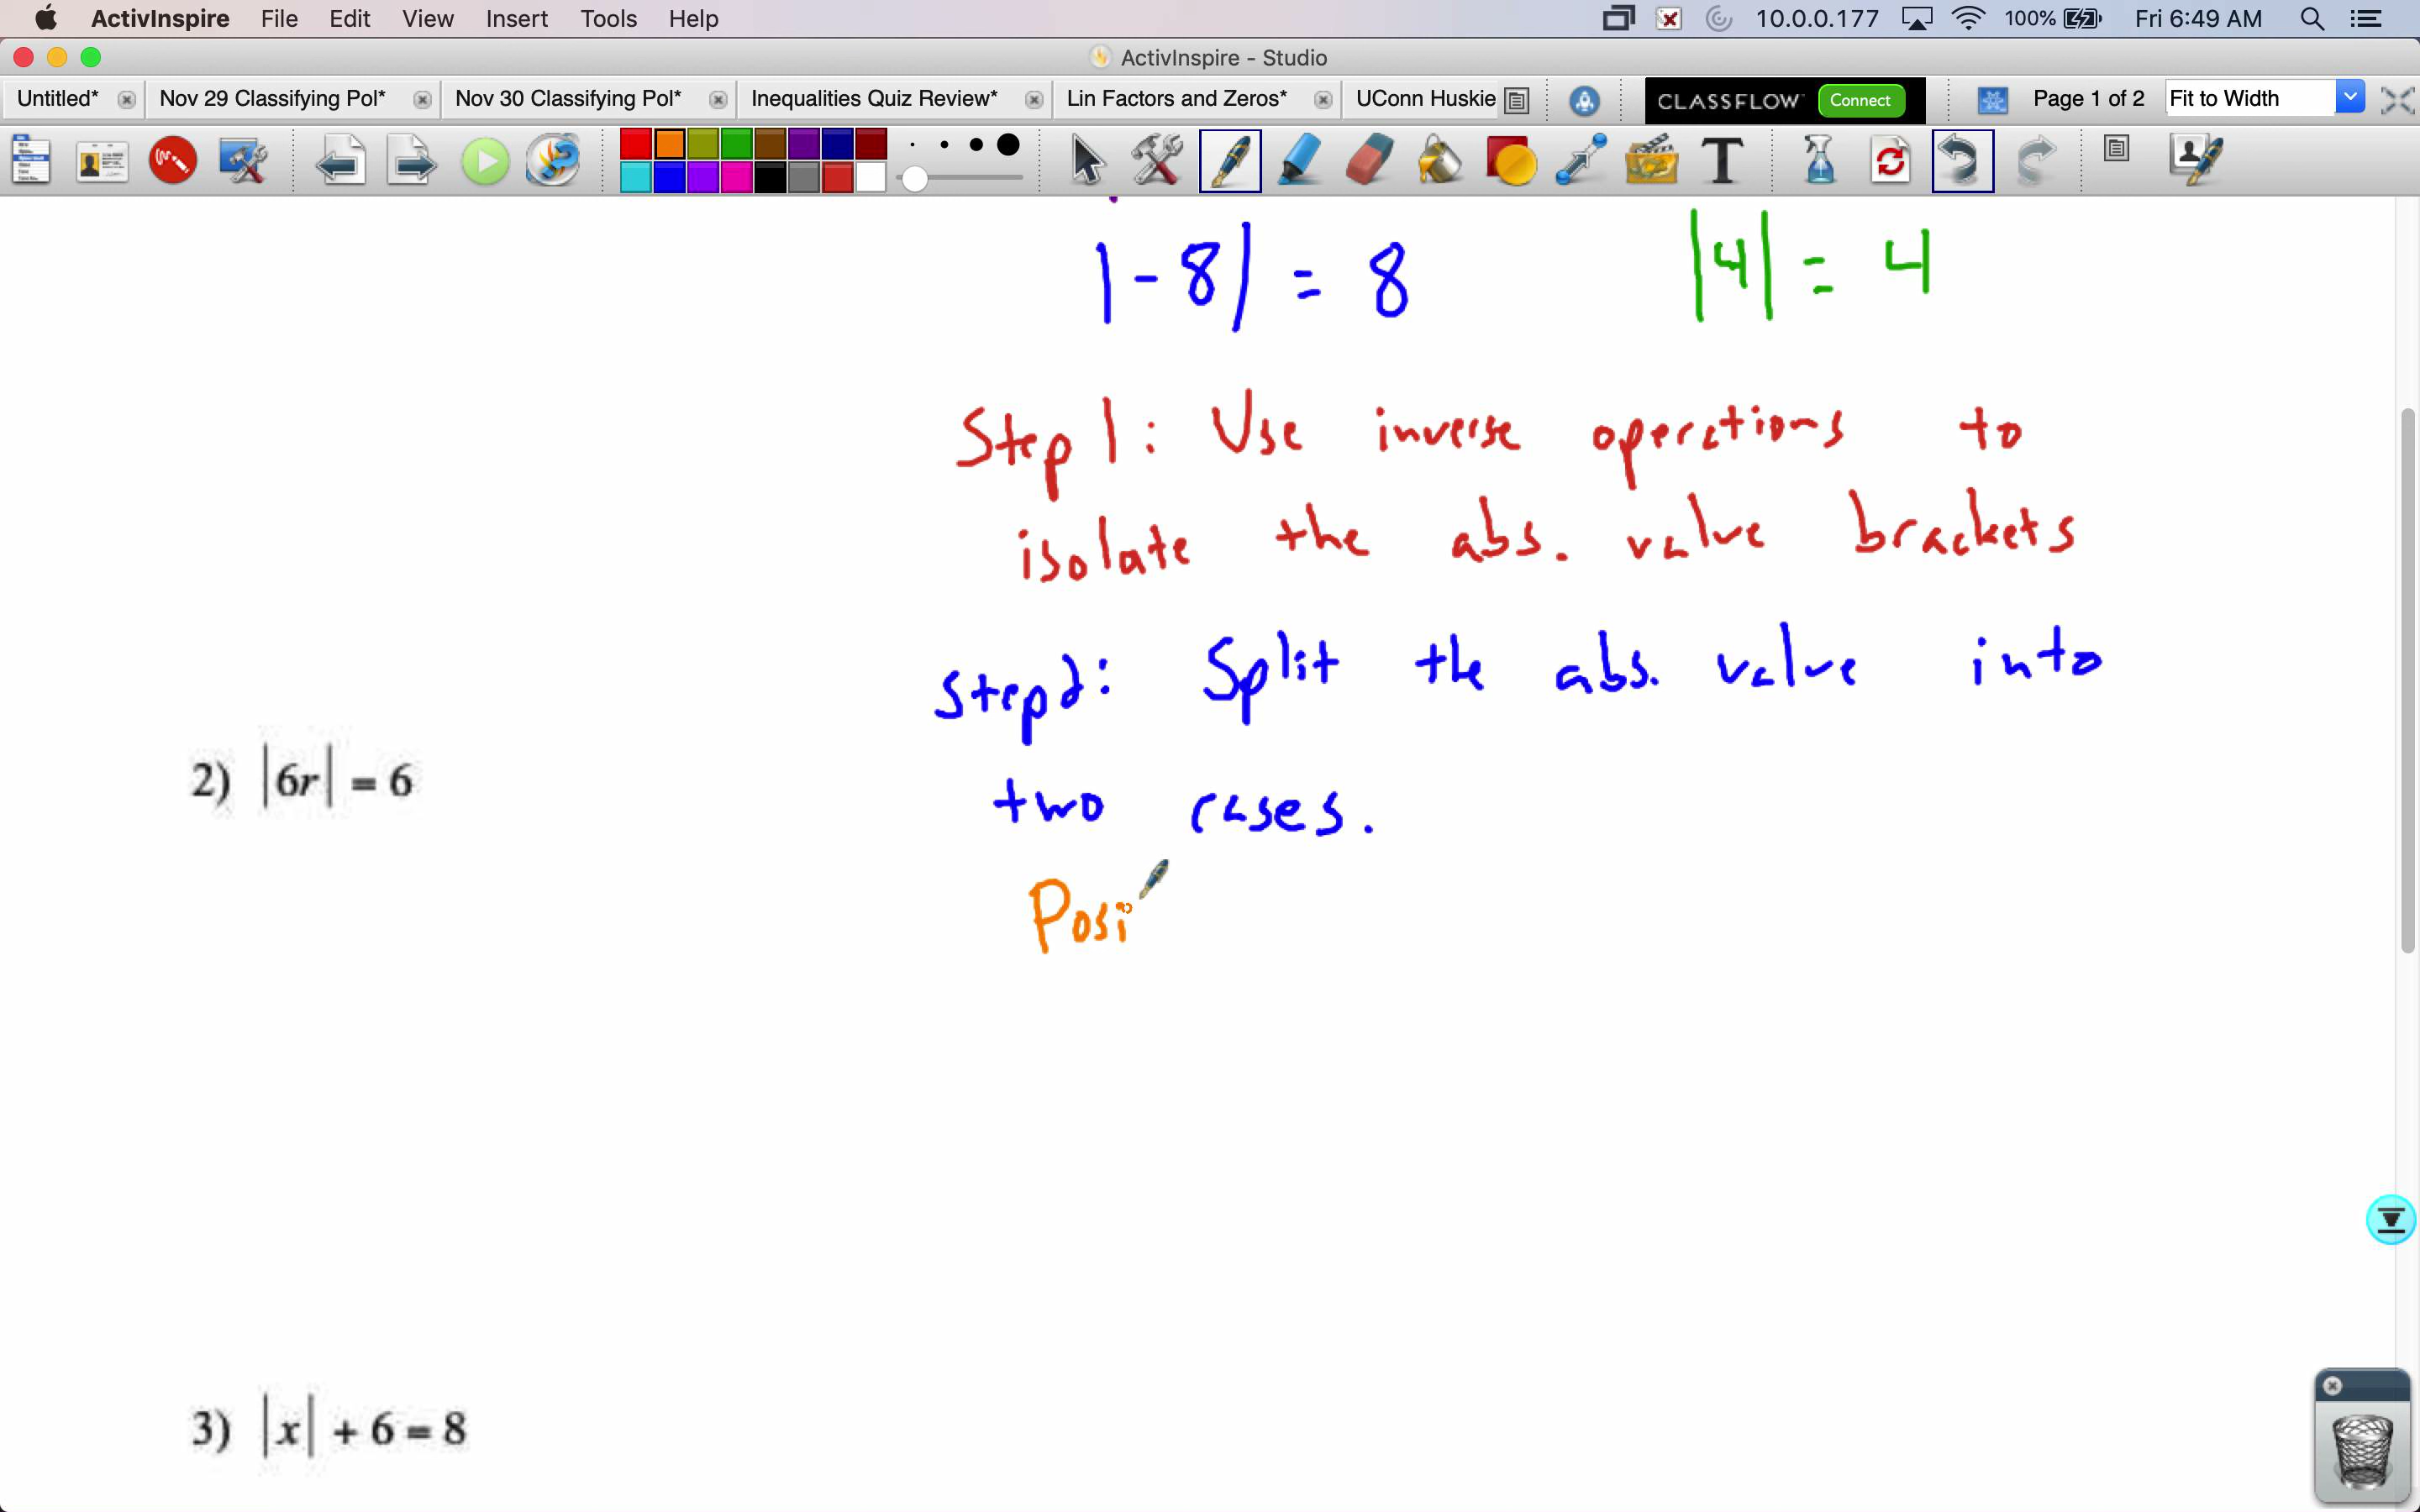 ActivInspire File Edit View Insert Tools Help 10.0.0.177 100% Fri 6:49 AM
ActivInspire - Studio
Untitled* Nov 29 Classifying Pol* Nov 30 Classifying Pol* Inequalities Quiz Review* Lin Factors and Zeros* UConn Huskie CLASSFLOW Connect Page 1 of 2 Fit to Width
T
|-8| = 8 |4| = 4
Step 1: Use inverse operations to
isolate the abs. value brackets
Step 2: Split the abs. value into
2) |6r| = 6
two cases.
Posi
3) |x| + 6 = 8